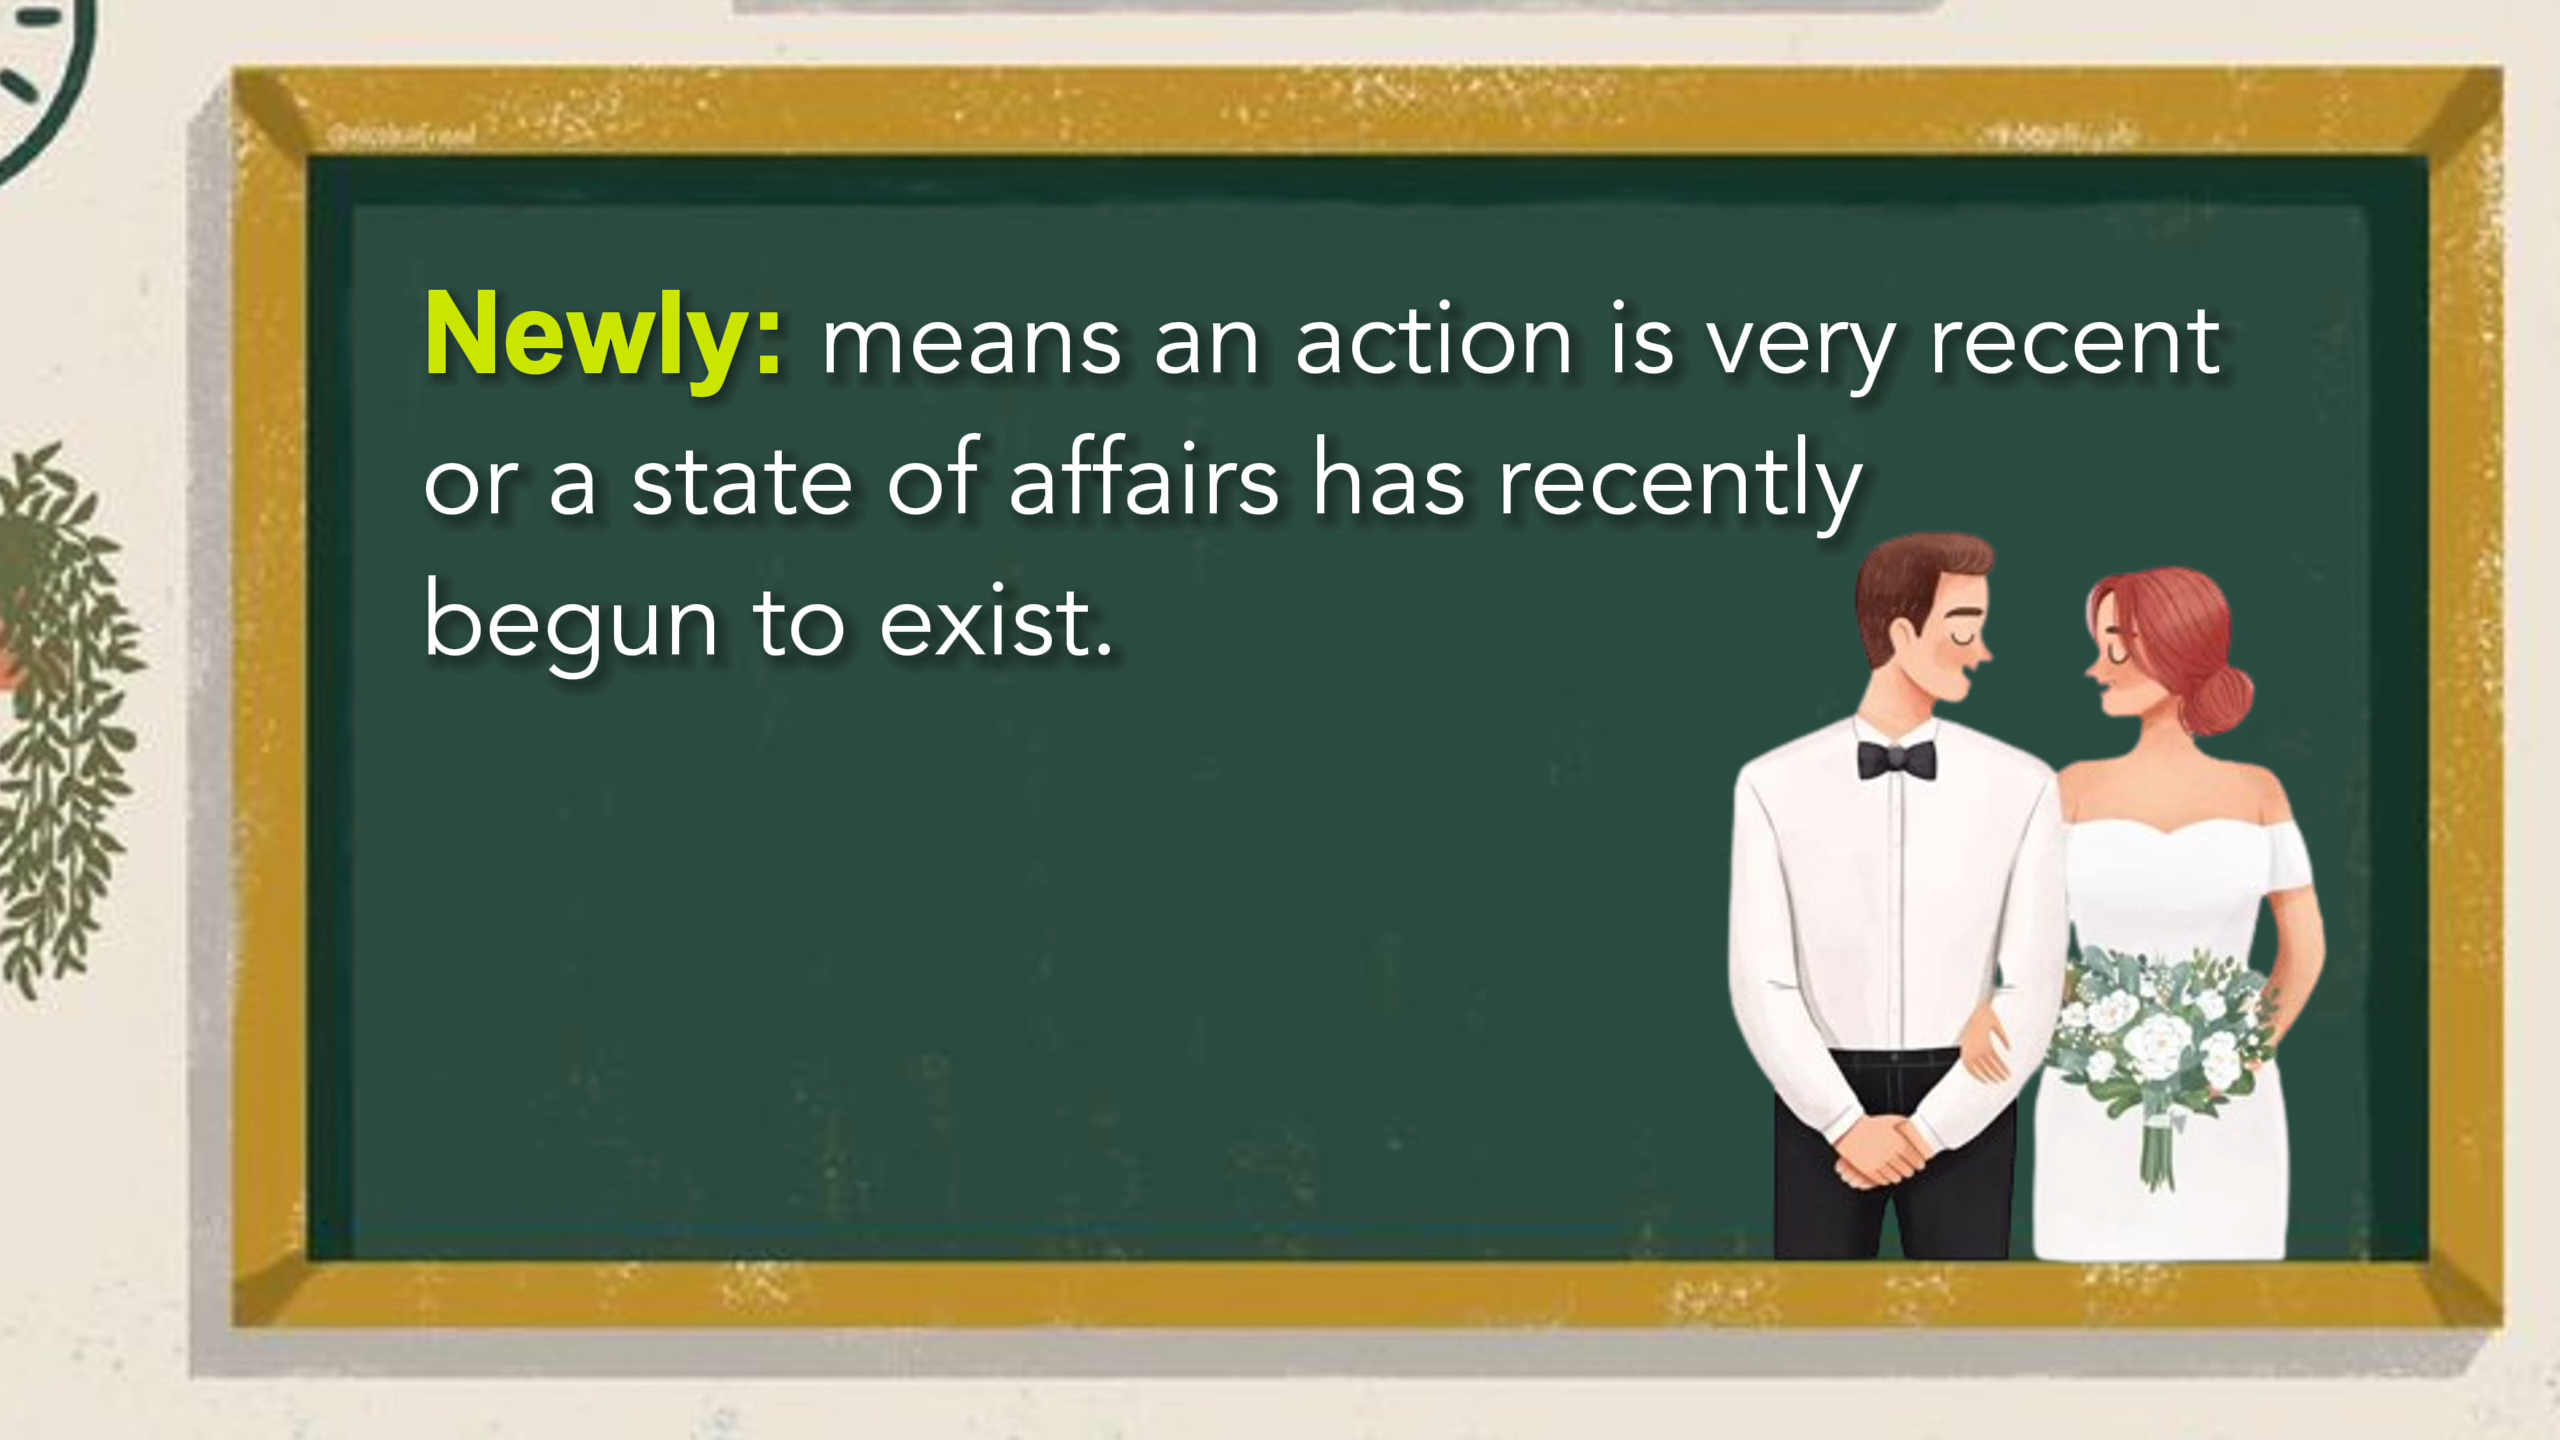 Newly: means an action is very recent
or a state of affairs has recently
begun to exist.